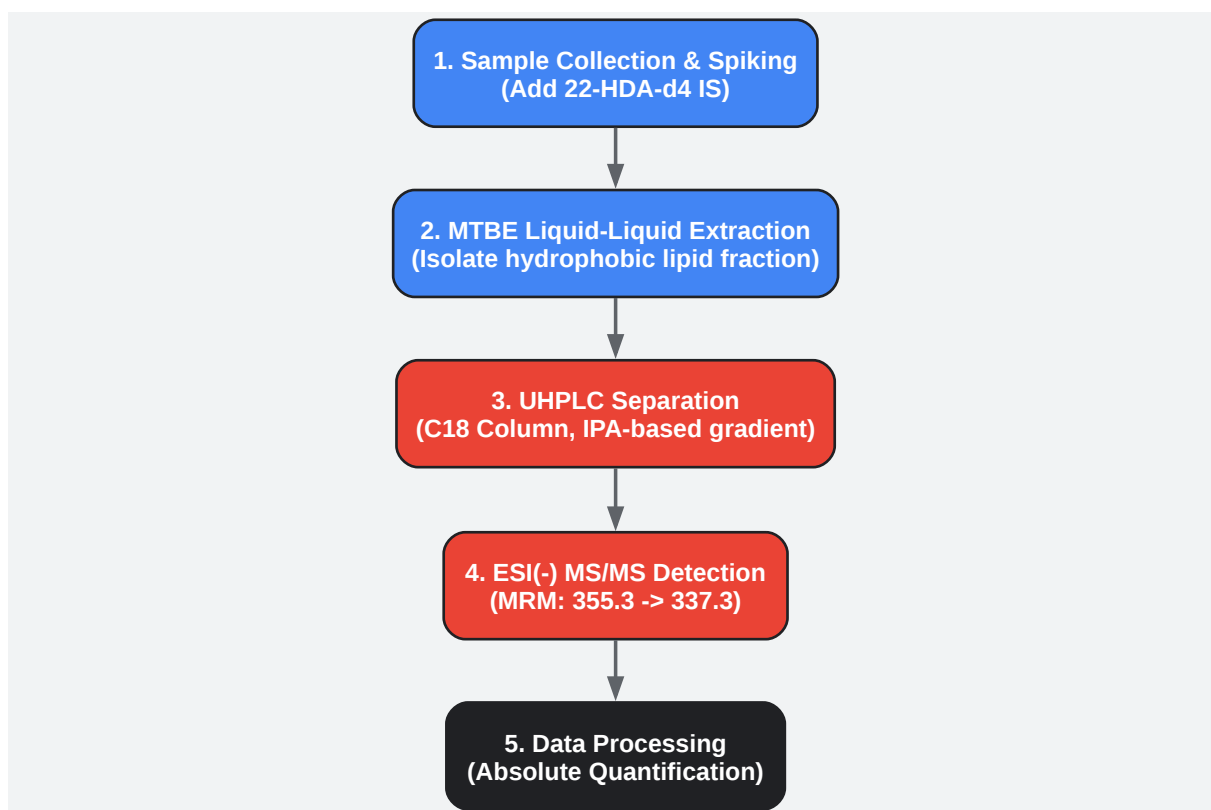 1. Sample Collection & Spiking
(Add 22-HDA-d4 IS)
2. MTBE Liquid-Liquid Extraction
(Isolate hydrophobic lipid fraction)
3. UHPLC Separation
(C18 Column, IPA-based gradient)
4. ESI(-) MS/MS Detection
(MRM: 355.3 -> 337.3)
5. Data Processing
(Absolute Quantification)